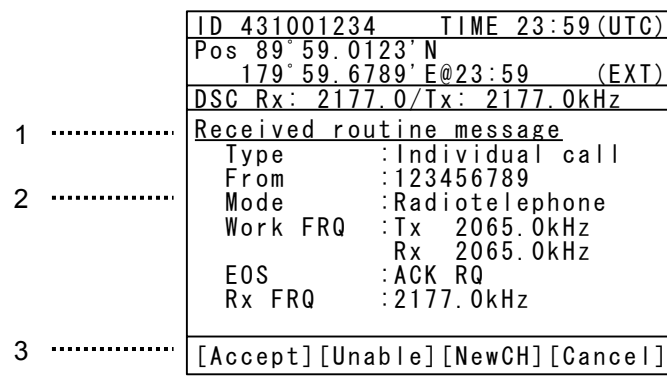 ID 431001234 TIME 23:59(UTC)
Pos 89°59.0123'N
179°59.6789'E@23:59 (EXT)
DSC Rx: 2177.0/Tx: 2177.0kHz
1 Received routine message
Type :Individual call
From :123456789
2 Mode :Radiotelephone
Work FRQ :Tx 2065.0kHz
Rx 2065.0kHz
EOS :ACK RQ
Rx FRQ :2177.0kHz
3 [Accept][Unable][NewCH][Cancel]